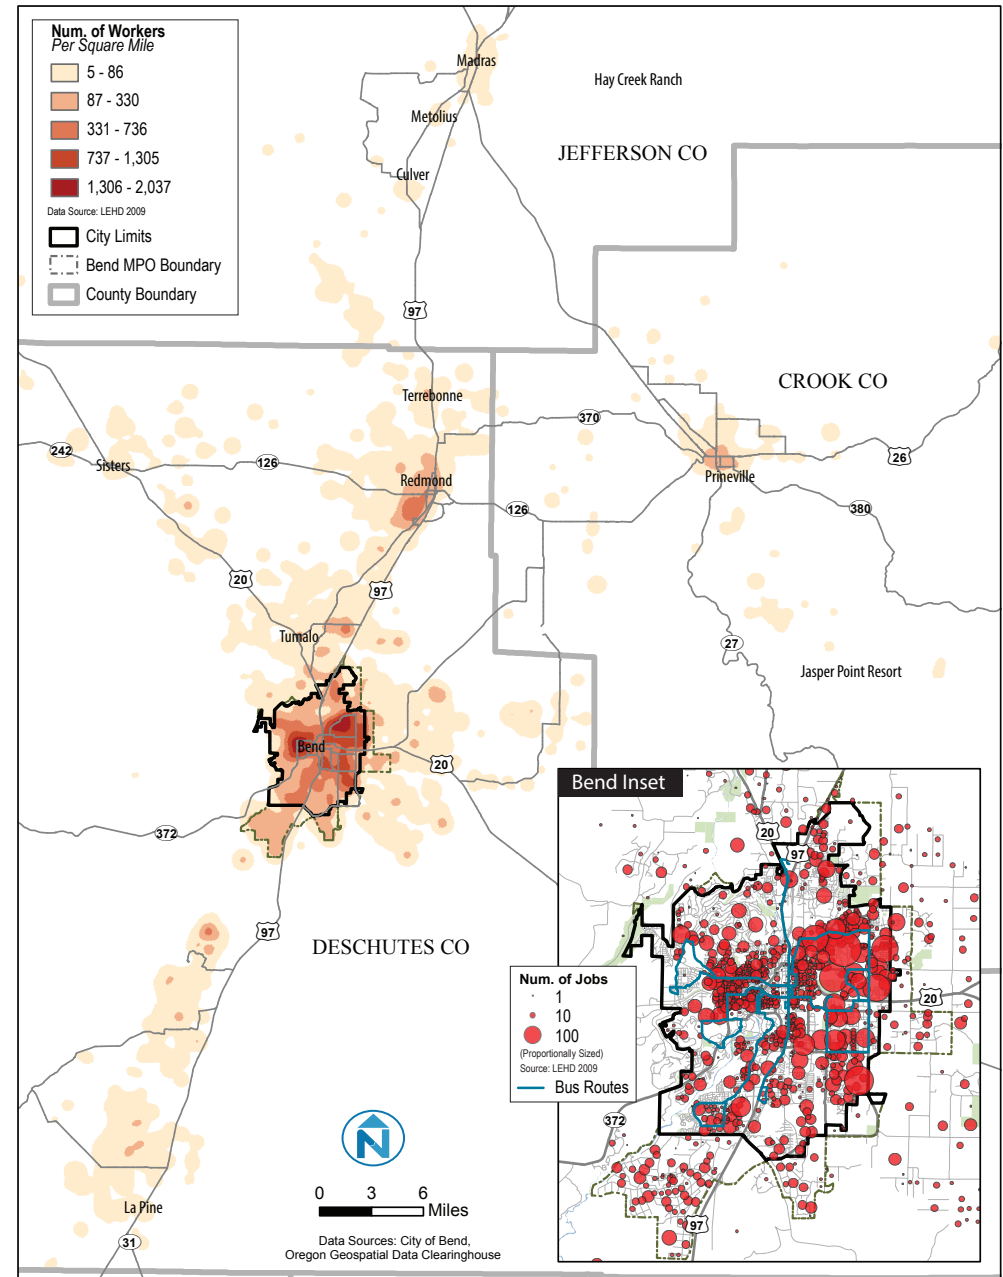 Num. of Workers
Per Square Mile
5 - 86
87 - 330
331 - 736
737 - 1,305
1,306 - 2,037
Data Source: LEHD 2009
City Limits
Bend MPO Boundary
County Boundary
Madras
Hay Creek Ranch
Metolius
JEFFERSON CO
Culver
97
CROOK CO
Terrebonne
370
242
Sisters
126
26
Redmond
Prineville
126
380
20
97
Tumalo
27
Jasper Point Resort
Bend
20
372
97
DESCHUTES CO
La Pine
31
N
0 3 6
Miles
Data Sources: City of Bend,
Oregon Geospatial Data Clearinghouse
Bend Inset
20
97
20
372
97
Num. of Jobs
1
10
100
(Proportionally Sized)
Source: LEHD 2009
Bus Routes